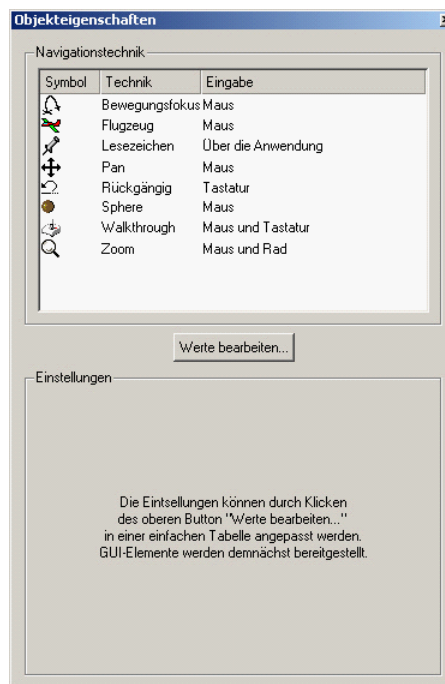 Objekteigenschaften
Navigationstechnik
Symbol Technik Eingabe
Bewegungsfokus Maus
Flugzeug Maus
Lesezeichen Über die Anwendung
Pan Maus
Rückgängig Tastatur
Sphere Maus
Walkthrough Maus und Tastatur
Zoom Maus und Rad
Werte bearbeiten...
Einstellungen
Die Eintsellungen können durch Klicken
des oberen Button "Werte bearbeiten..."
in einer einfachen Tabelle angepasst werden.
GUI-Elemente werden demnächst bereitgestellt.